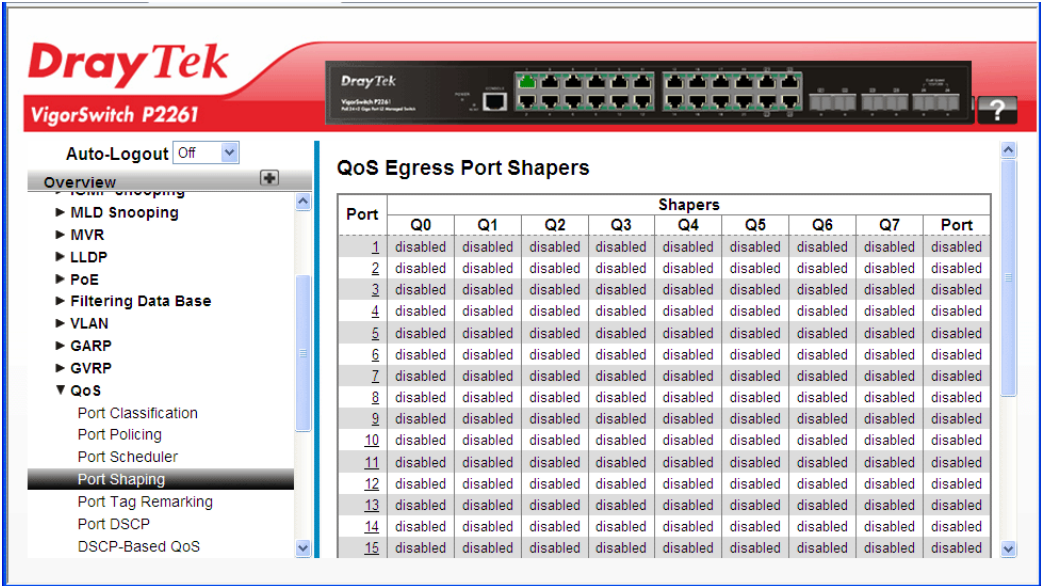 DrayTek
VigorSwitch P2261
DrayTek
VigorSwitch P2261
?
Auto-Logout Off
Overview
IGMP Snooping
MLD Snooping
MVR
LLDP
PoE
Filtering Data Base
VLAN
GARP
GVRP
QoS
Port Classification
Port Policing
Port Scheduler
Port Shaping
Port Tag Remarking
Port DSCP
DSCP-Based QoS
QoS Egress Port Shapers
Port Shapers
Q0 Q1 Q2 Q3 Q4 Q5 Q6 Q7 Port
1 disabled disabled disabled disabled disabled disabled disabled disabled disabled
2 disabled disabled disabled disabled disabled disabled disabled disabled disabled
3 disabled disabled disabled disabled disabled disabled disabled disabled disabled
4 disabled disabled disabled disabled disabled disabled disabled disabled disabled
5 disabled disabled disabled disabled disabled disabled disabled disabled disabled
6 disabled disabled disabled disabled disabled disabled disabled disabled disabled
7 disabled disabled disabled disabled disabled disabled disabled disabled disabled
8 disabled disabled disabled disabled disabled disabled disabled disabled disabled
9 disabled disabled disabled disabled disabled disabled disabled disabled disabled
10 disabled disabled disabled disabled disabled disabled disabled disabled disabled
11 disabled disabled disabled disabled disabled disabled disabled disabled disabled
12 disabled disabled disabled disabled disabled disabled disabled disabled disabled
13 disabled disabled disabled disabled disabled disabled disabled disabled disabled
14 disabled disabled disabled disabled disabled disabled disabled disabled disabled
15 disabled disabled disabled disabled disabled disabled disabled disabled disabled